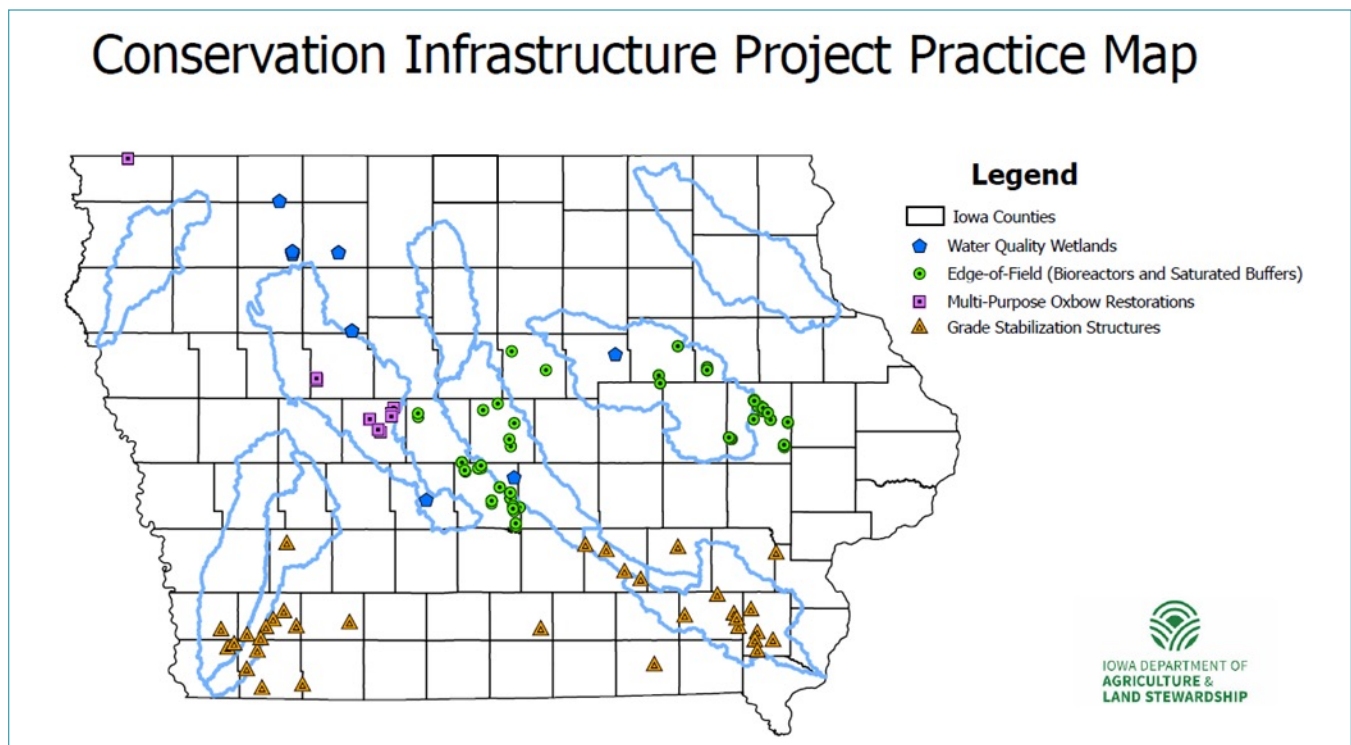 Conservation Infrastructure Project Practice Map
Legend
Iowa Counties
Water Quality Wetlands
Edge-of-Field (Bioreactors and Saturated Buffers)
Multi-Purpose Oxbow Restorations
Grade Stabilization Structures
IOWA DEPARTMENT OF
AGRICULTURE &
LAND STEWARDSHIP